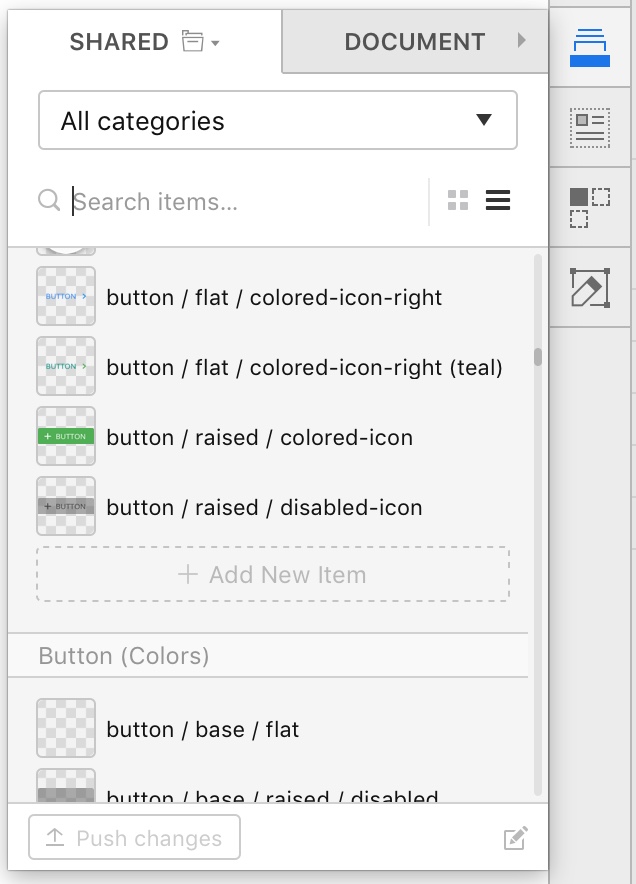 SHARED
DOCUMENT
All categories
Search items...
BUTTON
button / flat / colored-icon-right
BUTTON
button / flat / colored-icon-right (teal)
+ BUTTON
button / raised / colored-icon
+ BUTTON
button / raised / disabled-icon
+ Add New Item
Button (Colors)
button / base / flat
button / base / raised / disabled
Push changes